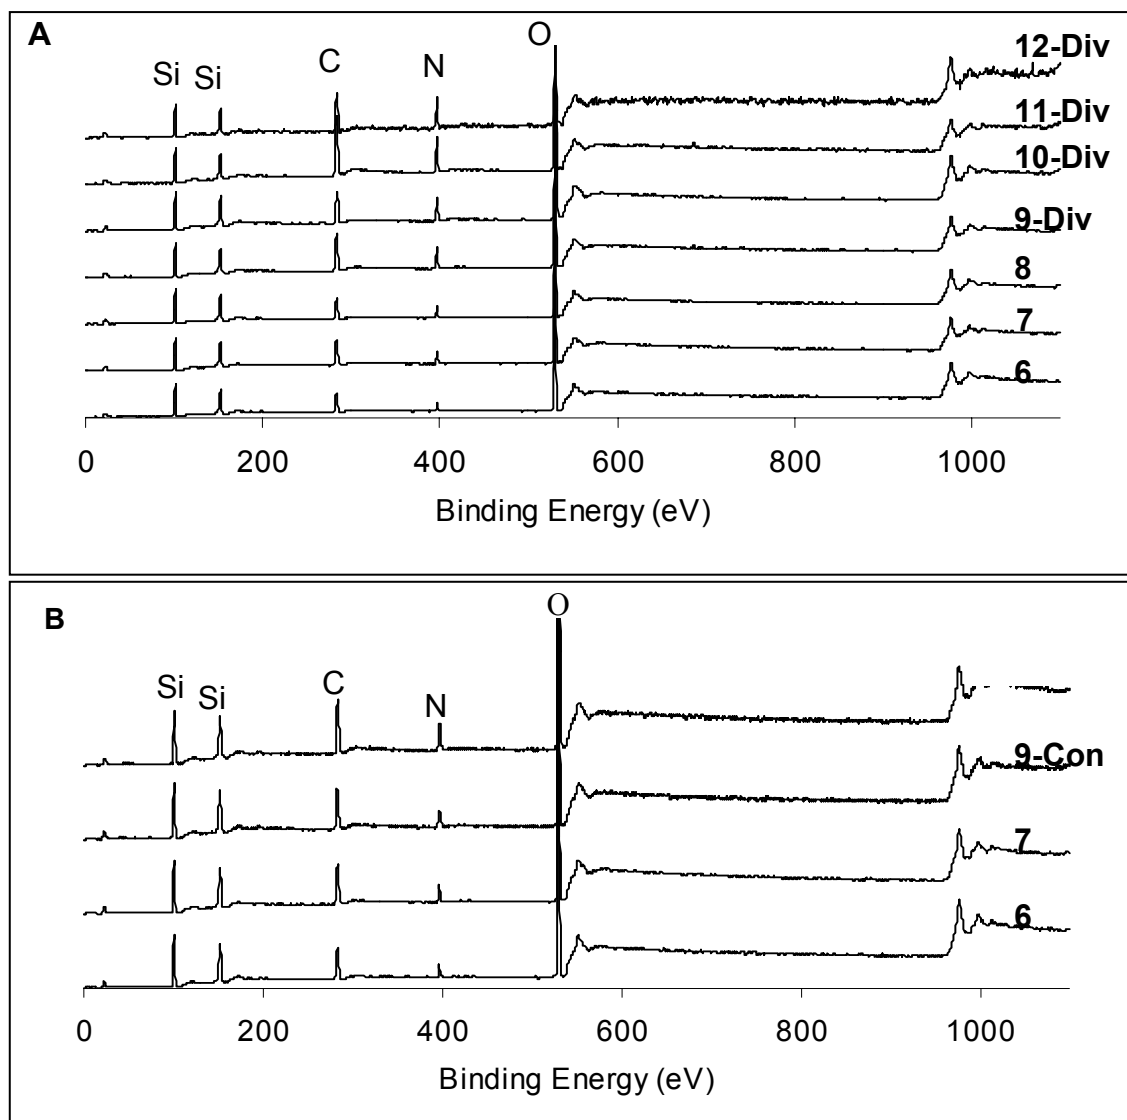 A
O
12-Div
Si Si C N
11-Div
10-Div
9-Div
8
7
6
0 200 400 600 800 1000
Binding Energy (eV)
B
O
Si Si C N
9-Con
7
6
0 200 400 600 800 1000
Binding Energy (eV)